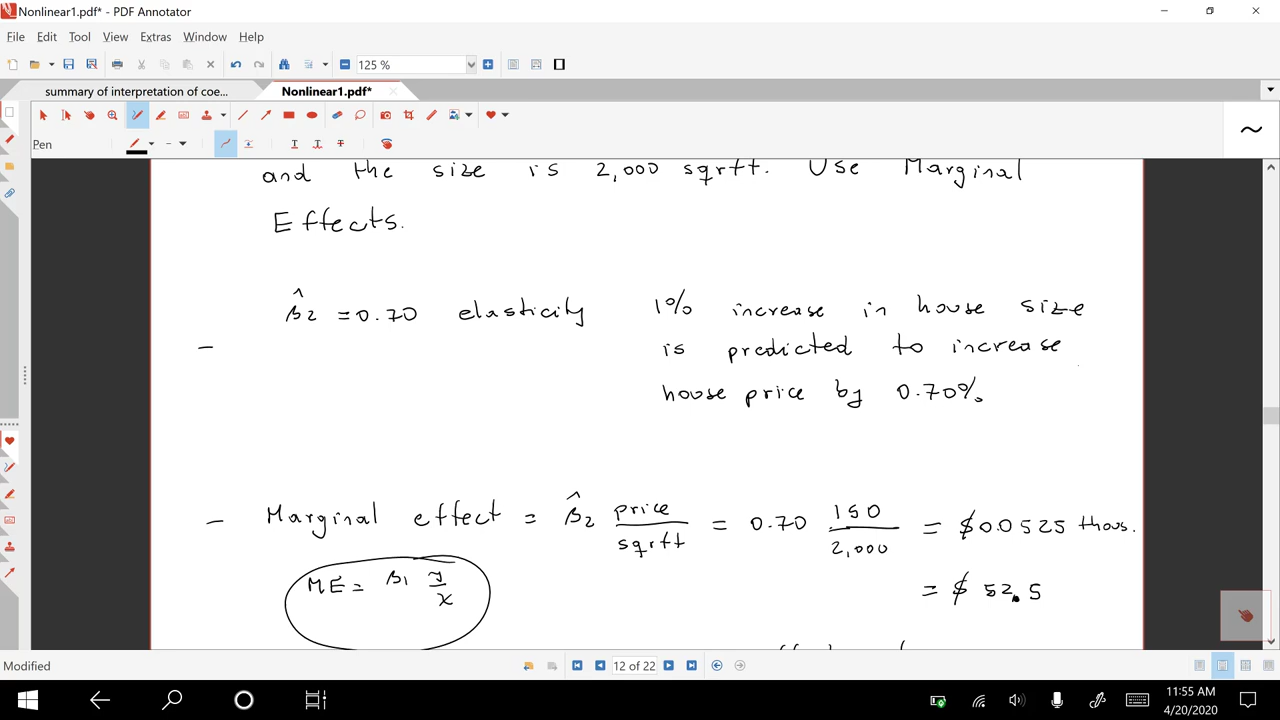 Nonlinear1.pdf* - PDF Annotator
File Edit Tool View Extras Window Help
125 %
summary of interpretation of coe... Nonlinear1.pdf*
Pen
and the size is 2,000 sqrft. Use Marginal
Effects.
β̂2 = 0.70 elasticity 1% increase in house size
is predicted to increase
house price by 0.70%.
- Marginal effect = β̂2 price/sqrft = 0.70 150/2,000 = $0.0525 thous.
ME = β1 y/x
= $ 52.5
Modified
12 of 22
11:55 AM
4/20/2020